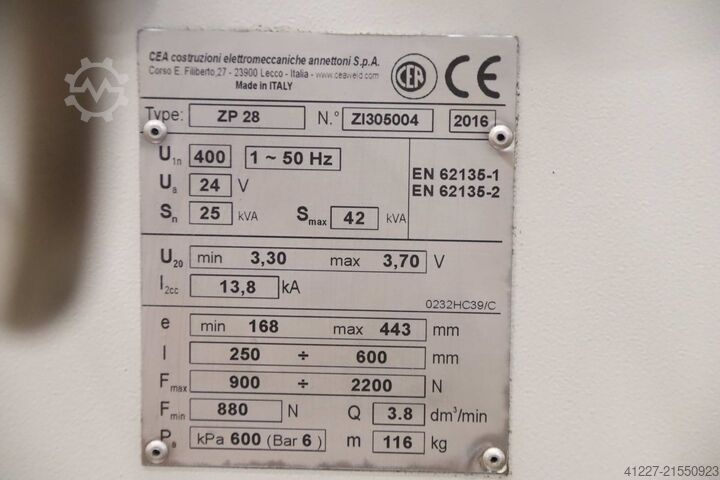 CEA costruzioni elettromeccaniche annettoni S.p.A.
Corso E. Filiberto,27 - 23900 Lecco - Italia - www.ceaweld.com
Made in ITALY
CEA CE
Type: ZP 28 N.° ZI305004 2016
U1n 400 1 ~ 50 Hz
EN 62135-1
EN 62135-2
Ua 24 V
Sn 25 kVA Smax 42 kVA
U20 min 3,30 max 3,70 V
I2cc 13,8 kA
0232HC39/C
e min 168 max 443 mm
l 250 ÷ 600 mm
Fmax 900 ÷ 2200 N
Fmin 880 N Q 3.8 dm³/min
Ps kPa 600 (Bar 6) m 116 kg
Machineseeker
41227-21550923